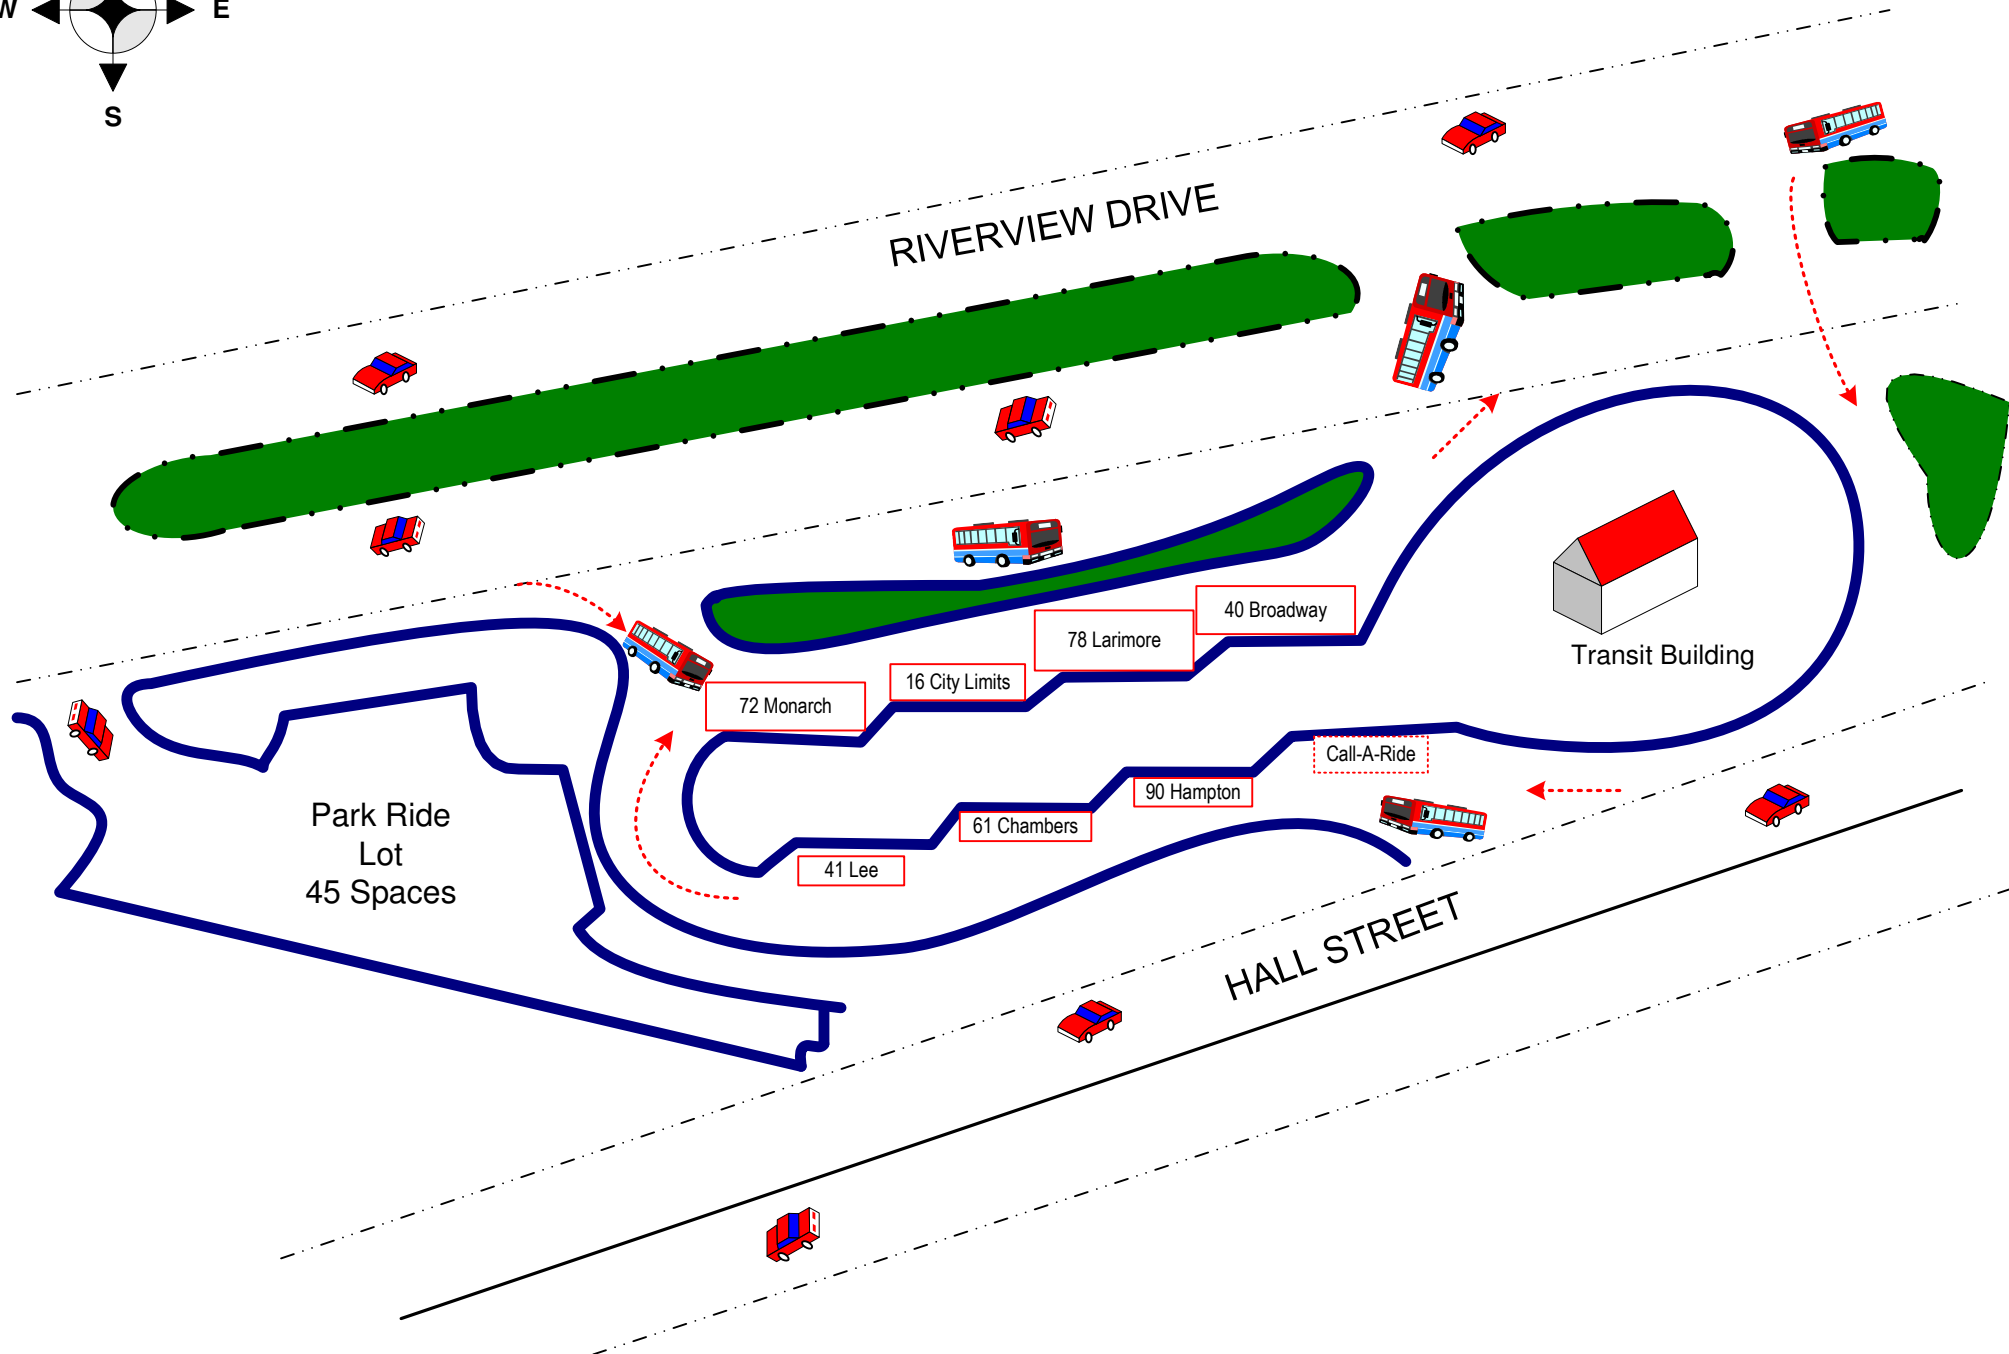 W
E
S
RIVERVIEW DRIVE
40 Broadway
78 Larimore
16 City Limits
72 Monarch
Transit Building
Call-A-Ride
90 Hampton
61 Chambers
41 Lee
Park Ride
Lot
45 Spaces
HALL STREET